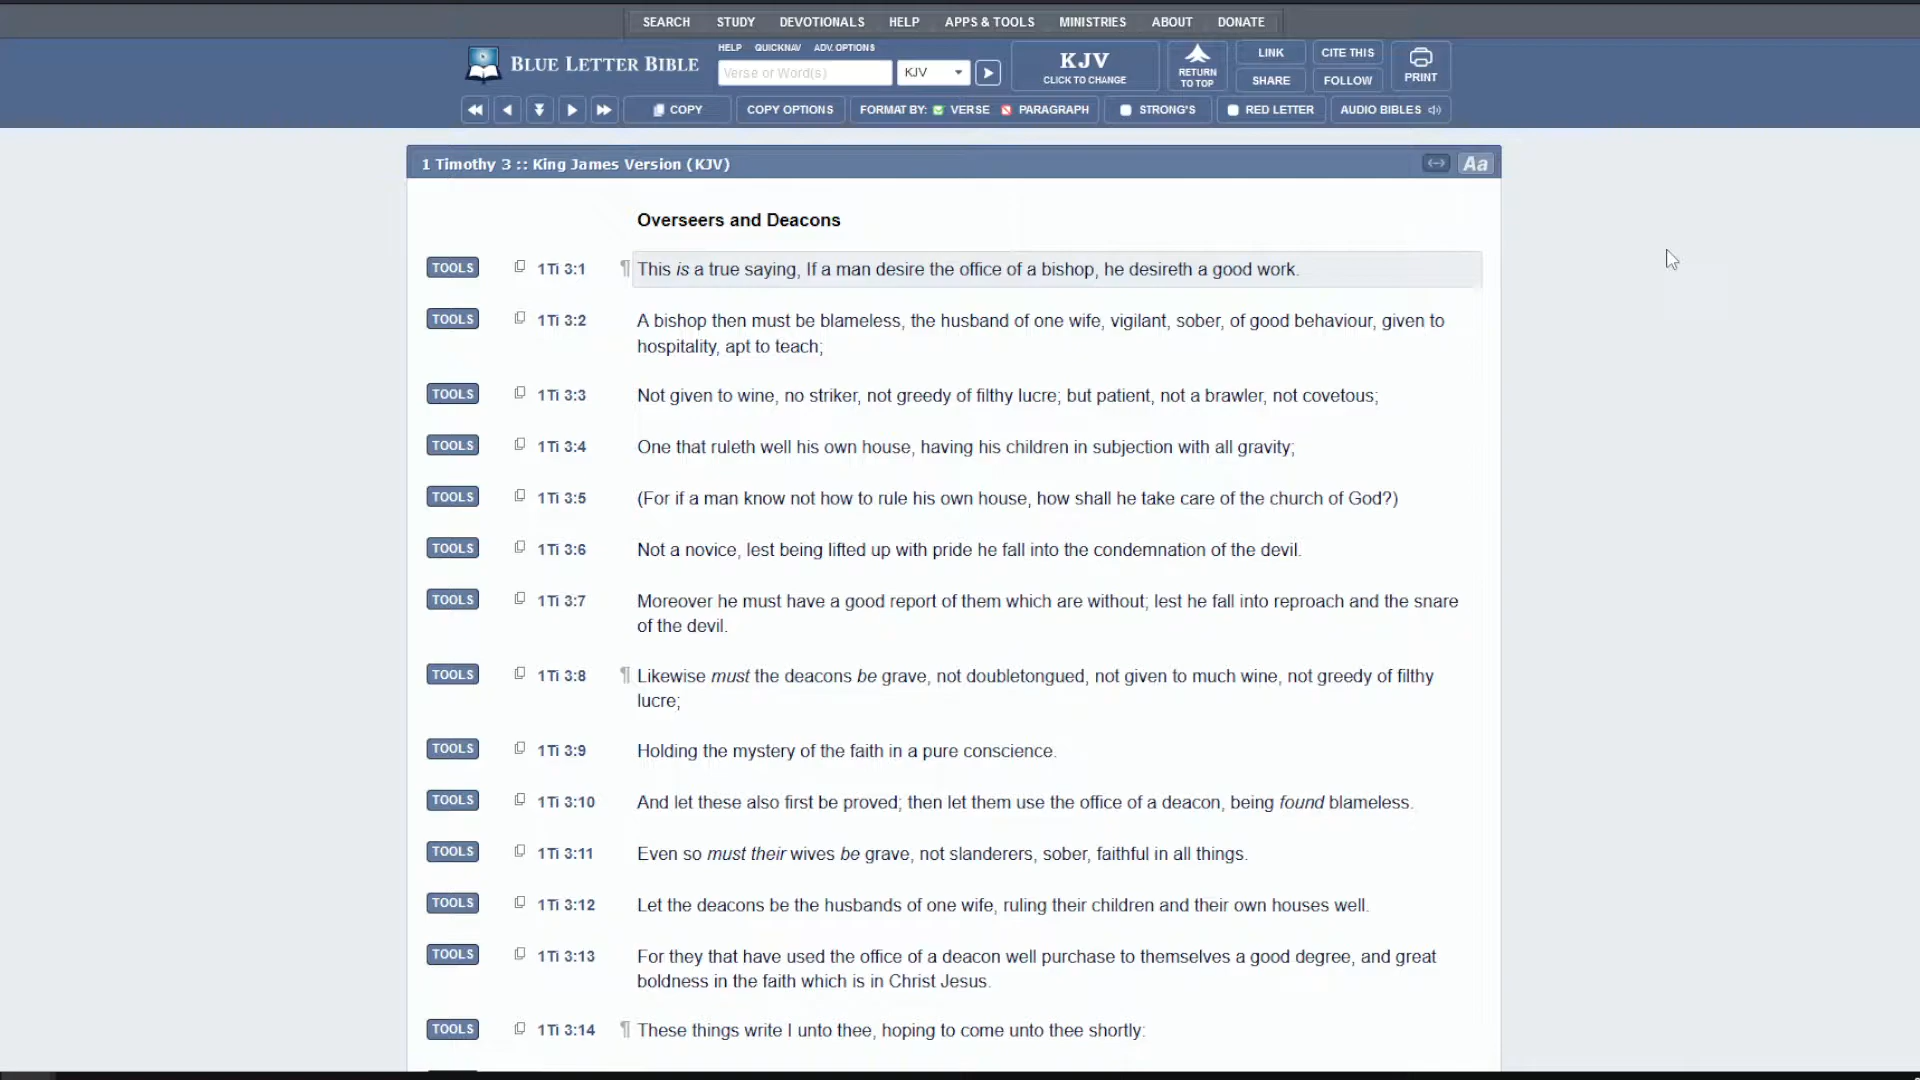 SEARCH STUDY DEVOTIONALS HELP APPS & TOOLS MINISTRIES ABOUT DONATE
BLUE LETTER BIBLE
HELP QUICKNAV ADV. OPTIONS
Verse or Word(s) KJV
KJV
CLICK TO CHANGE
RETURN
TO TOP
LINK CITE THIS
SHARE FOLLOW
PRINT
COPY COPY OPTIONS FORMAT BY: VERSE PARAGRAPH STRONG'S RED LETTER AUDIO BIBLES
1 Timothy 3 :: King James Version (KJV) Aa
Overseers and Deacons
TOOLS 1Ti 3:1 ¶ This is a true saying, If a man desire the office of a bishop, he desireth a good work.
TOOLS 1Ti 3:2 A bishop then must be blameless, the husband of one wife, vigilant, sober, of good behaviour, given to
hospitality, apt to teach;
TOOLS 1Ti 3:3 Not given to wine, no striker, not greedy of filthy lucre; but patient, not a brawler, not covetous;
TOOLS 1Ti 3:4 One that ruleth well his own house, having his children in subjection with all gravity;
TOOLS 1Ti 3:5 (For if a man know not how to rule his own house, how shall he take care of the church of God?)
TOOLS 1Ti 3:6 Not a novice, lest being lifted up with pride he fall into the condemnation of the devil.
TOOLS 1Ti 3:7 Moreover he must have a good report of them which are without; lest he fall into reproach and the snare
of the devil.
TOOLS 1Ti 3:8 ¶ Likewise must the deacons be grave, not doubletongued, not given to much wine, not greedy of filthy
lucre;
TOOLS 1Ti 3:9 Holding the mystery of the faith in a pure conscience.
TOOLS 1Ti 3:10 And let these also first be proved; then let them use the office of a deacon, being found blameless.
TOOLS 1Ti 3:11 Even so must their wives be grave, not slanderers, sober, faithful in all things.
TOOLS 1Ti 3:12 Let the deacons be the husbands of one wife, ruling their children and their own houses well.
TOOLS 1Ti 3:13 For they that have used the office of a deacon well purchase to themselves a good degree, and great
boldness in the faith which is in Christ Jesus.
TOOLS 1Ti 3:14 ¶ These things write I unto thee, hoping to come unto thee shortly: